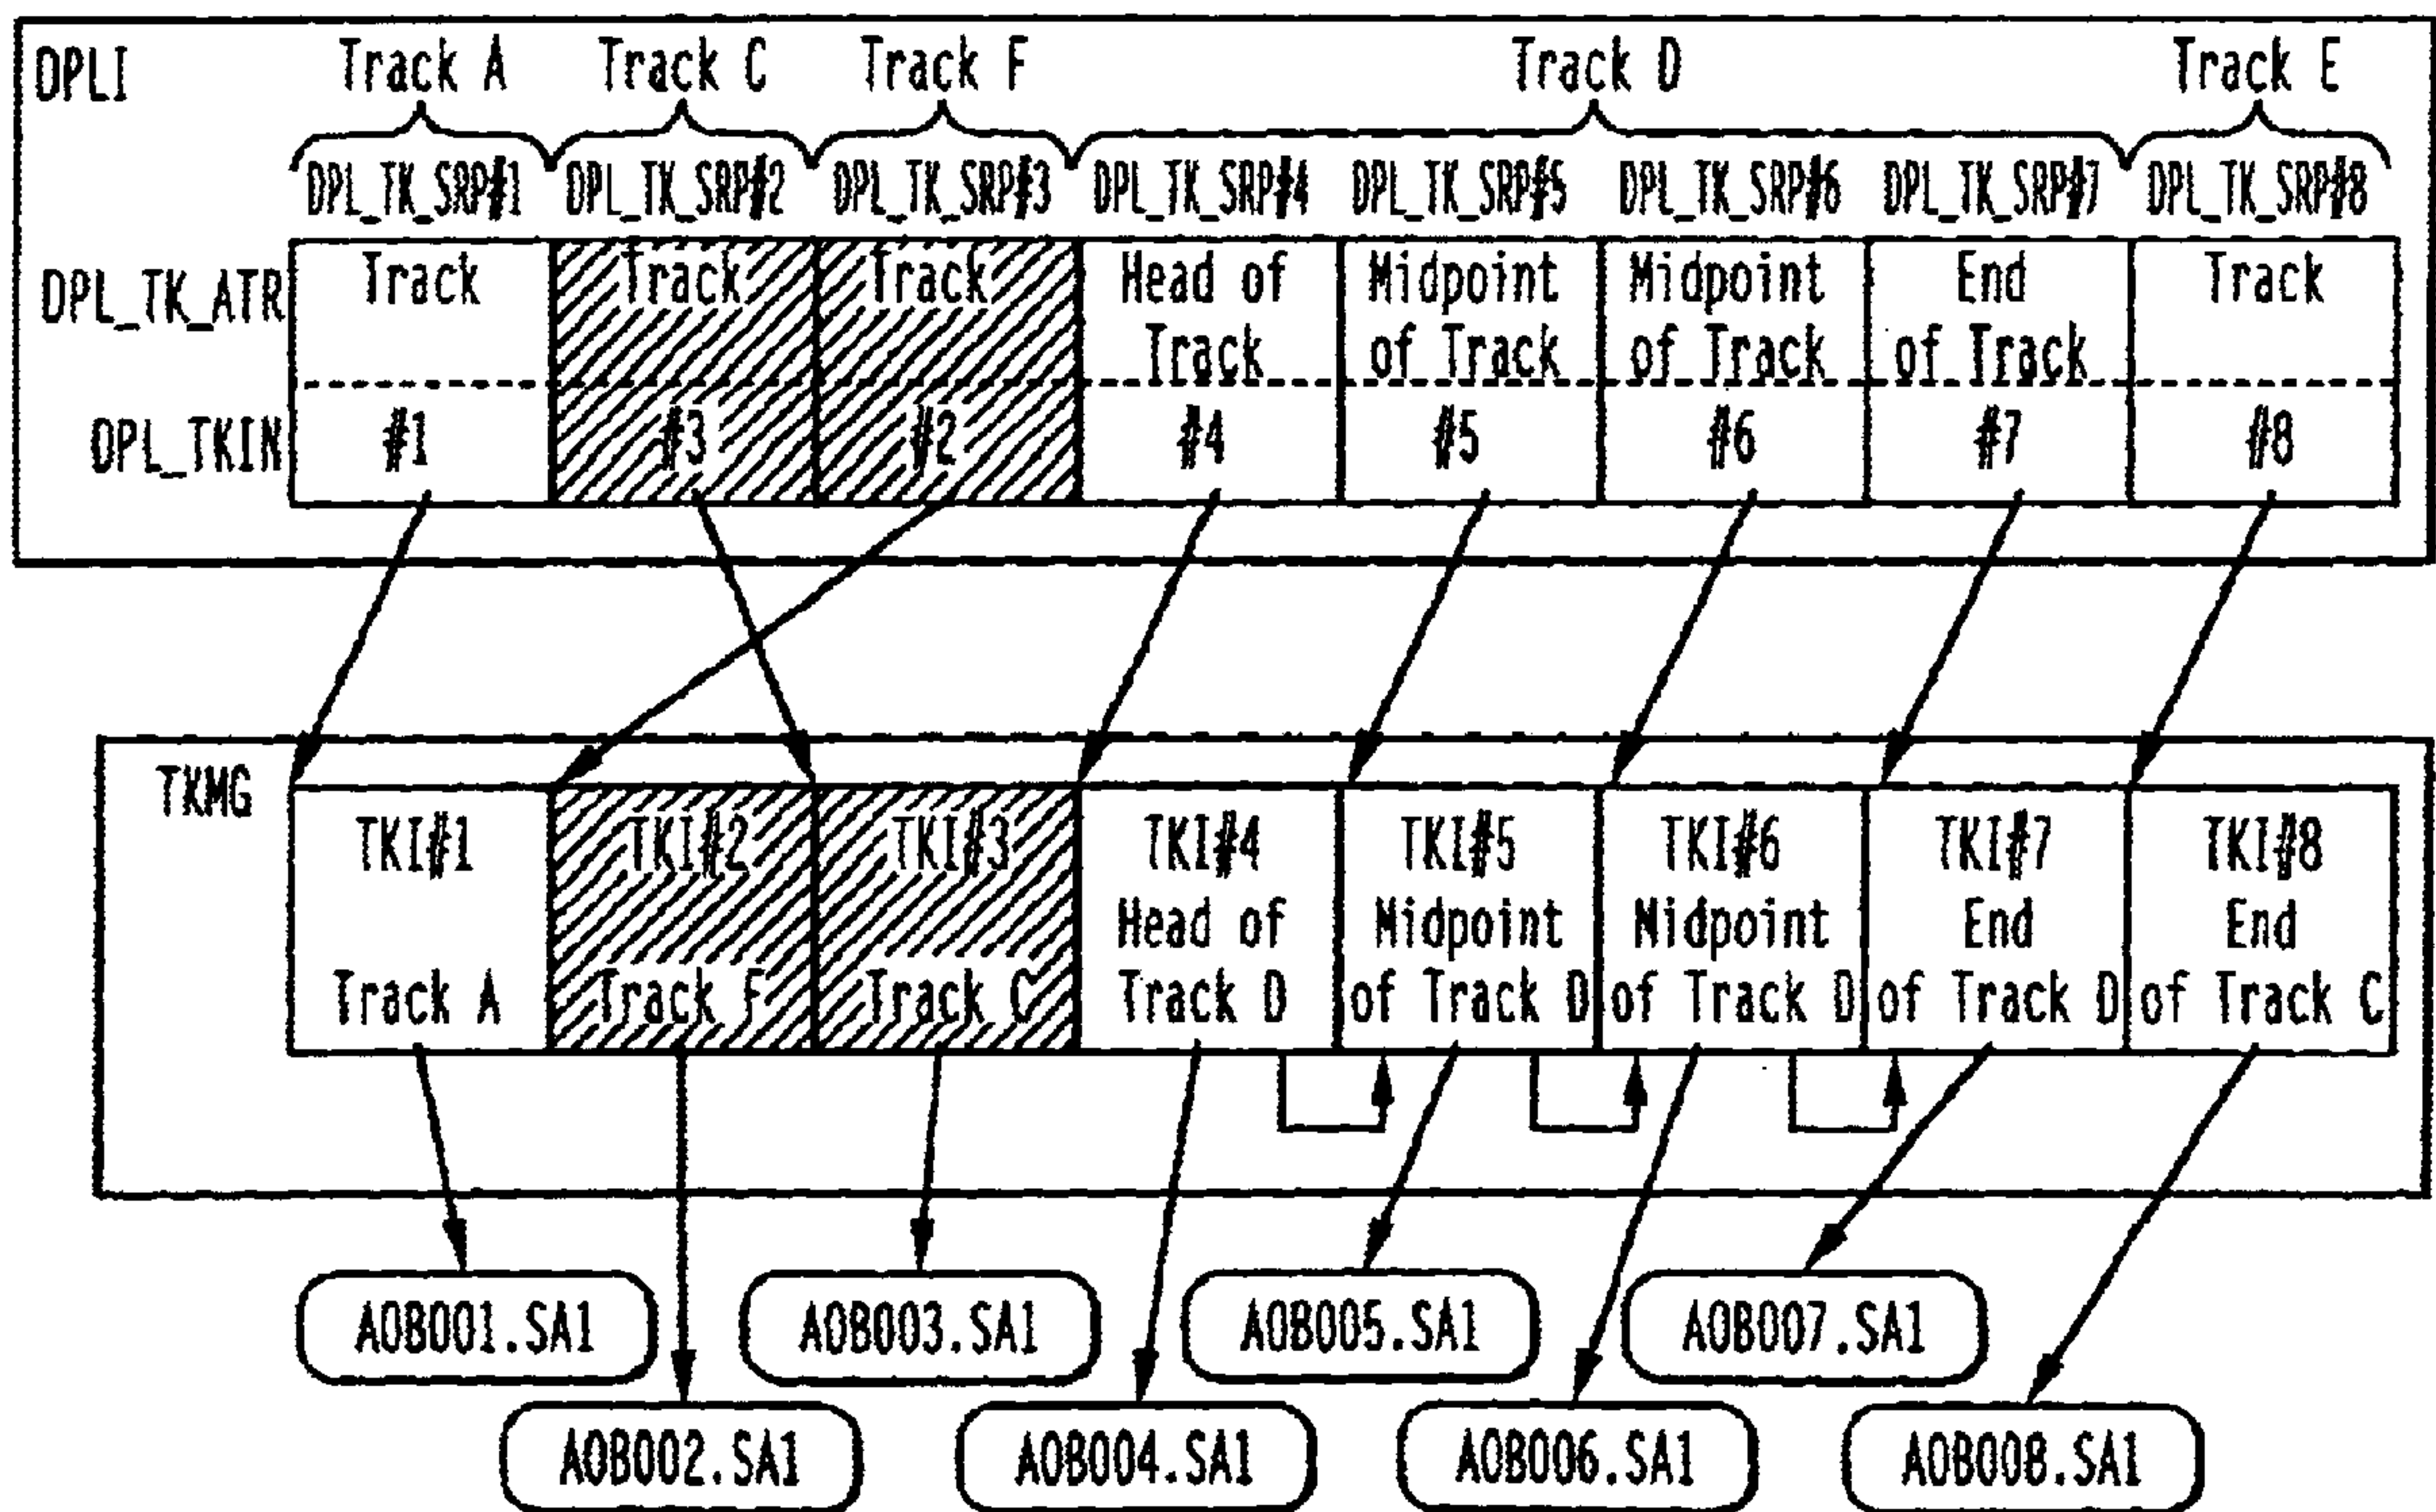 DPLI Track A Track C Track F Track D Track E
DPL_TK_SRP#1 DPL_TK_SRP#2 DPL_TK_SRP#3 DPL_TK_SRP#4 DPL_TK_SRP#5 DPL_TK_SRP#6 DPL_TK_SRP#7 DPL_TK_SRP#8
DPL_TK_ATR Track Track Track Head of Midpoint Midpoint End Track
Track of Track of Track of Track
DPL_TKIN #1 #3 #2 #4 #5 #6 #7 #8
TKMG
TKI#1 TKI#2 TKI#3 TKI#4 TKI#5 TKI#6 TKI#7 TKI#8
Head of Midpoint Midpoint End End
Track A Track F Track C Track D of Track D of Track D of Track D of Track C
AOB001.SA1 AOB003.SA1 AOB005.SA1 AOB007.SA1
AOB002.SA1 AOB004.SA1 AOB006.SA1 AOB008.SA1